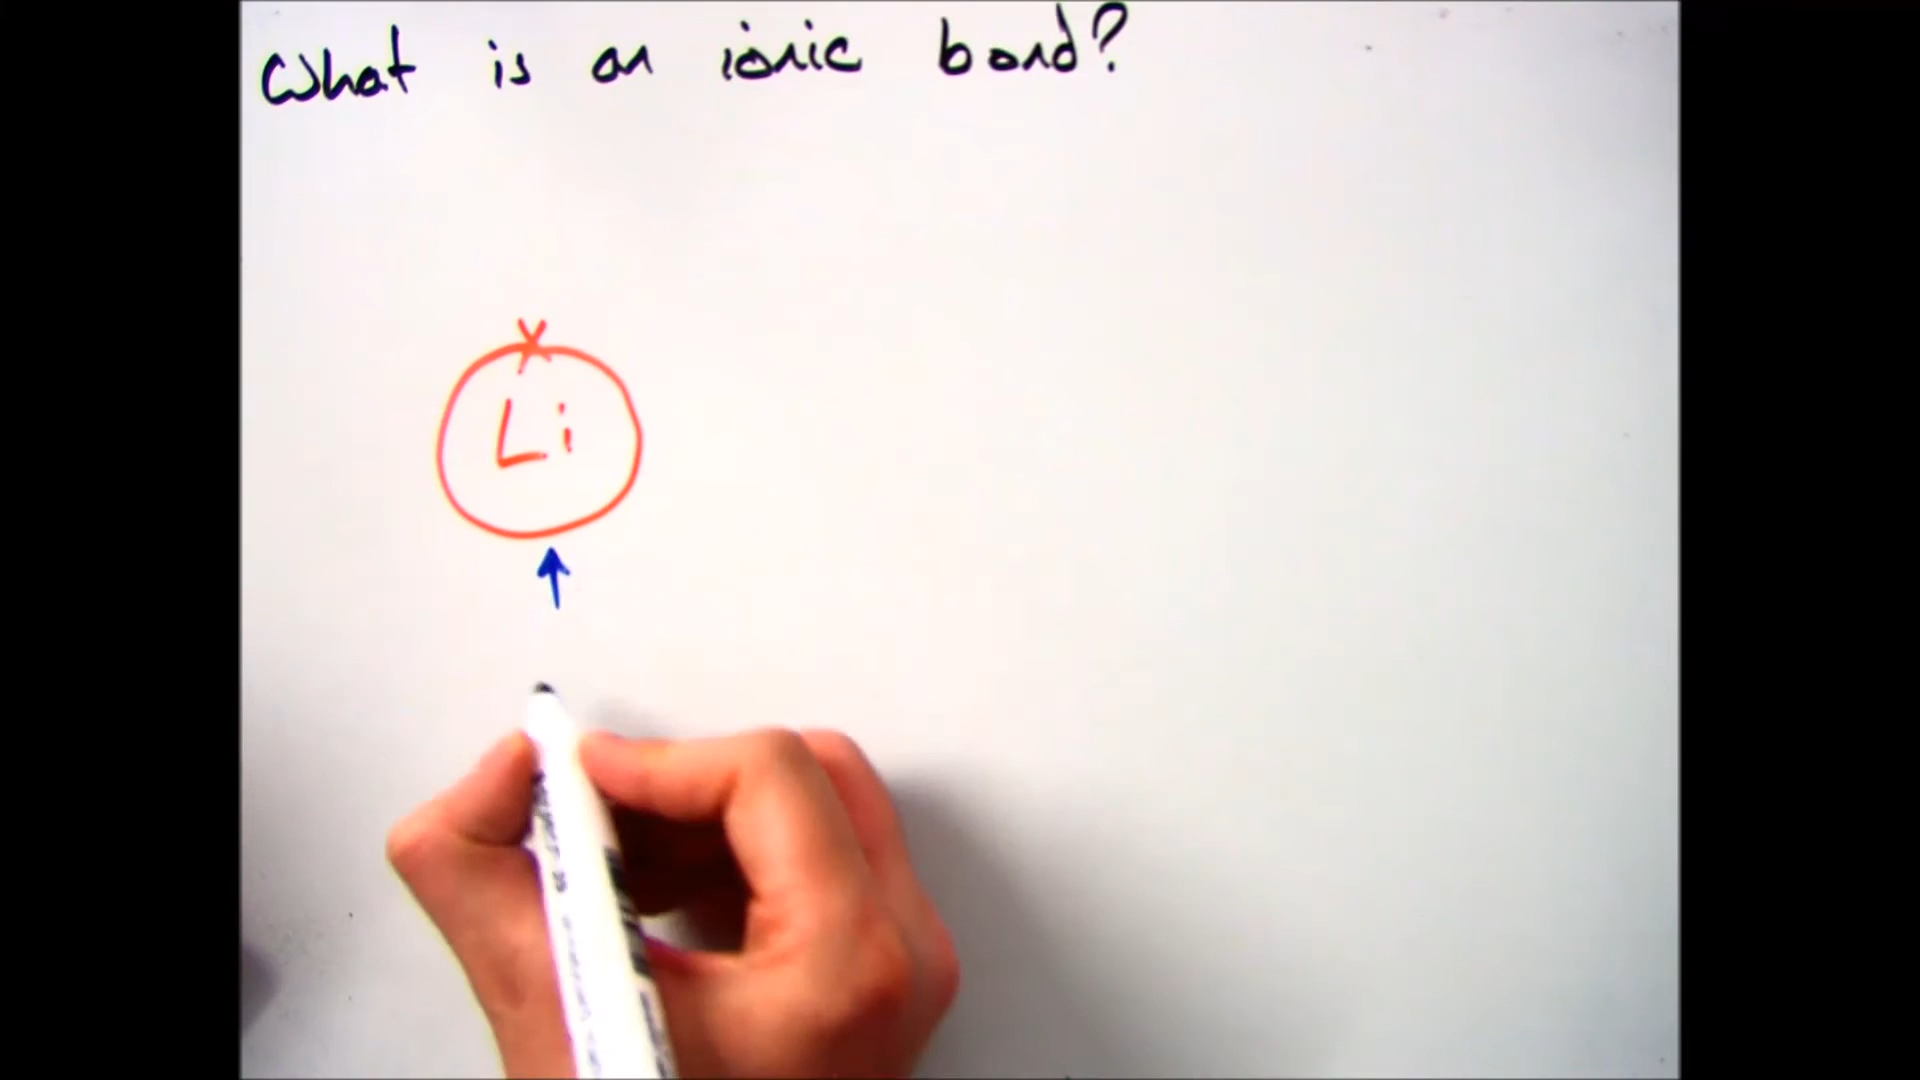 What is an ionic bond?
x
Li